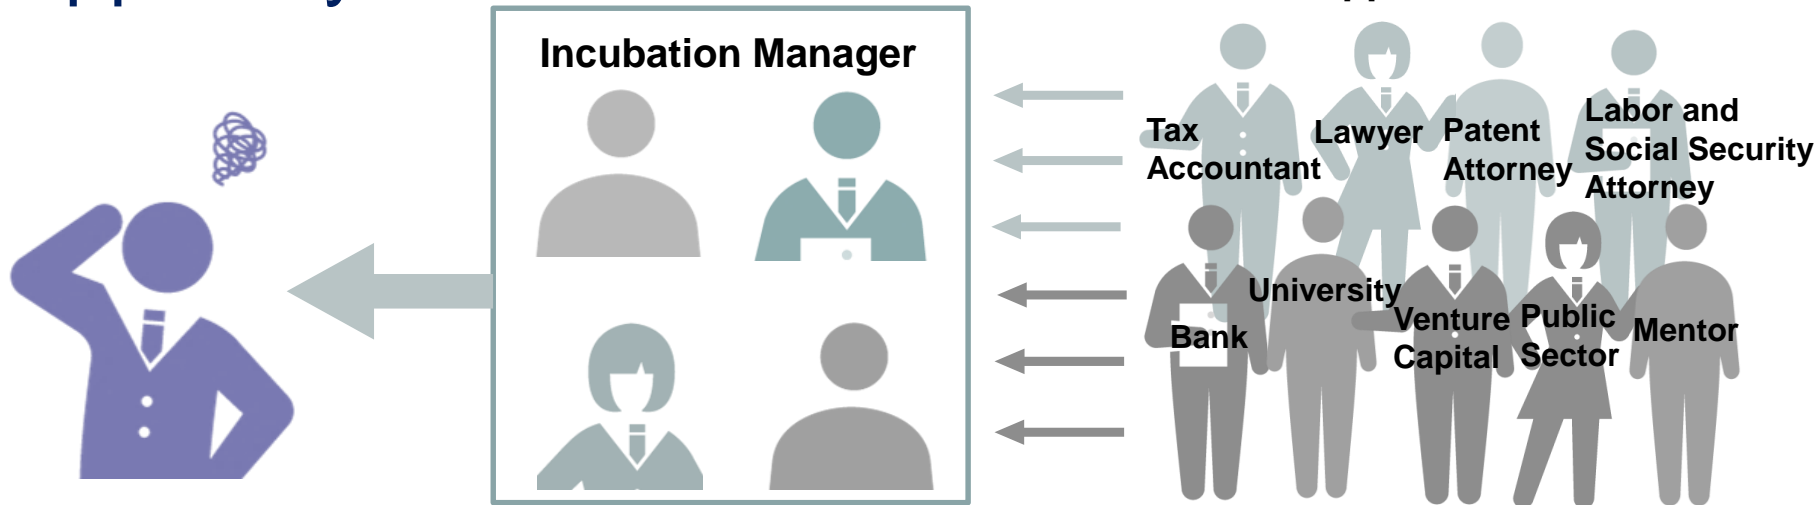 Incubation Manager
Tax
Accountant
Lawyer
Patent
Attorney
Labor and
Social Security
Attorney
Bank
University
Venture
Capital
Public
Sector
Mentor